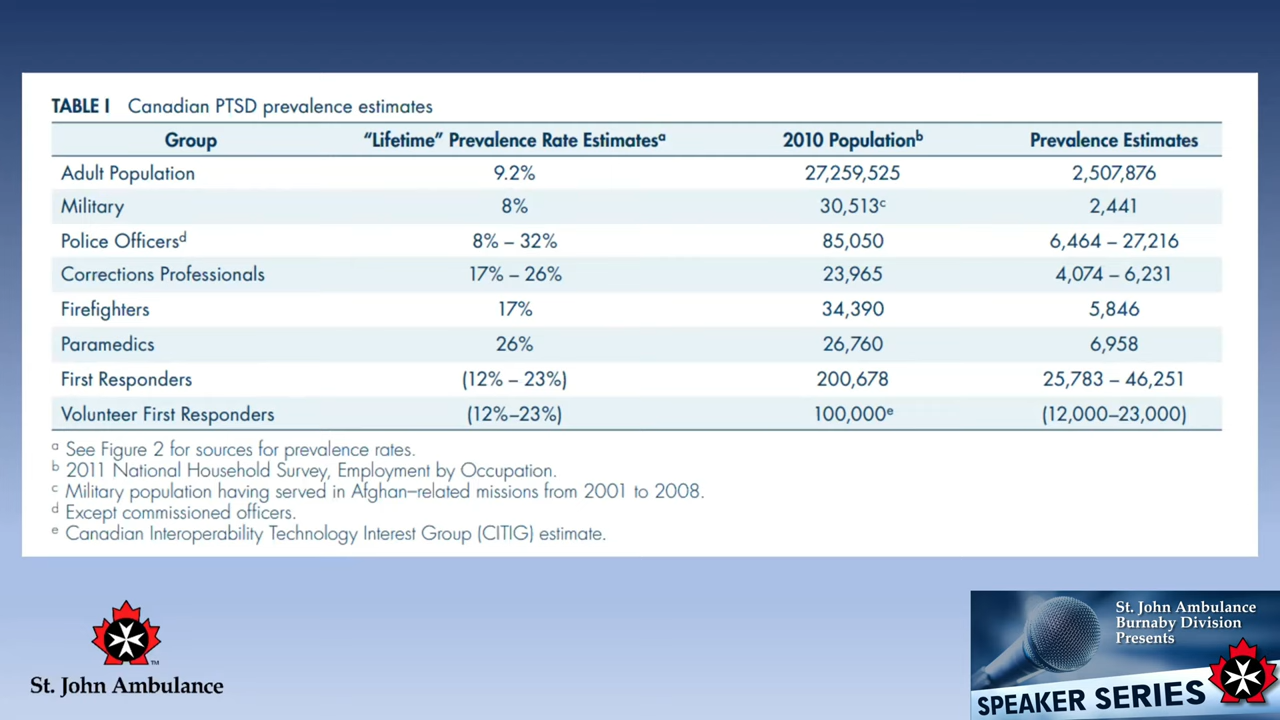 TABLE I Canadian PTSD prevalence estimates
Group "Lifetime" Prevalence Rate Estimatesᵃ 2010 Populationᵇ Prevalence Estimates
Adult Population 9.2% 27,259,525 2,507,876
Military 8% 30,513ᶜ 2,441
Police Officersᵈ 8% – 32% 85,050 6,464 – 27,216
Corrections Professionals 17% – 26% 23,965 4,074 – 6,231
Firefighters 17% 34,390 5,846
Paramedics 26% 26,760 6,958
First Responders (12% – 23%) 200,678 25,783 – 46,251
Volunteer First Responders (12%–23%) 100,000ᵉ (12,000–23,000)
ᵃ See Figure 2 for sources for prevalence rates.
ᵇ 2011 National Household Survey, Employment by Occupation.
ᶜ Military population having served in Afghan–related missions from 2001 to 2008.
ᵈ Except commissioned officers.
ᵉ Canadian Interoperability Technology Interest Group (CITIG) estimate.
TM
St. John Ambulance
St. John Ambulance
Burnaby Division
Presents
SPEAKER SERIES